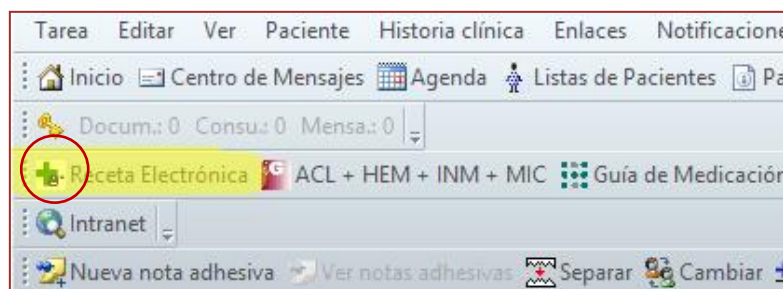 Tarea Editar Ver Paciente Historia clínica Enlaces Notificacione
Inicio Centro de Mensajes Agenda Listas de Pacientes Pa
Docum.: 0 Consu.: 0 Mensa.: 0
Receta Electrónica ACL + HEM + INM + MIC Guía de Medicación
Intranet
Nueva nota adhesiva Ver notas adhesivas Separar Cambiar